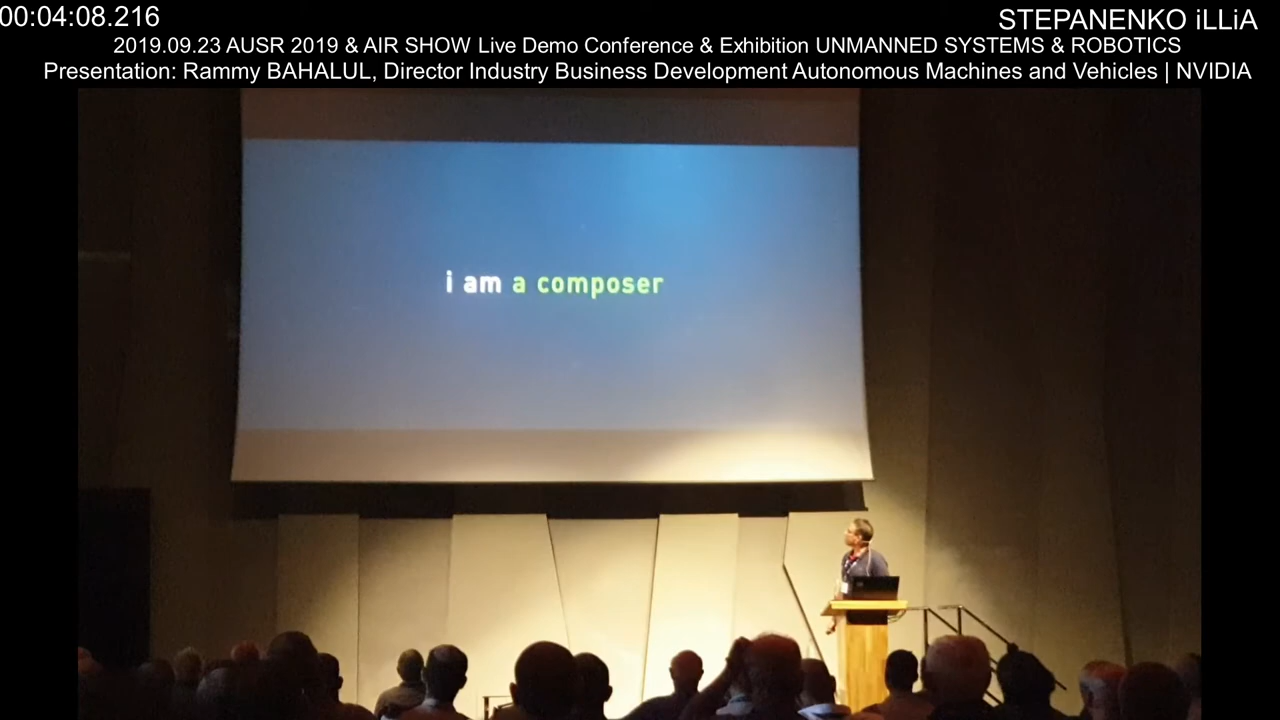 00:04:08.216
STEPANENKO iLLiA
2019.09.23 AUSR 2019 & AIR SHOW Live Demo Conference & Exhibition UNMANNED SYSTEMS & ROBOTICS
Presentation: Rammy BAHALUL, Director Industry Business Development Autonomous Machines and Vehicles | NVIDIA
i am a composer